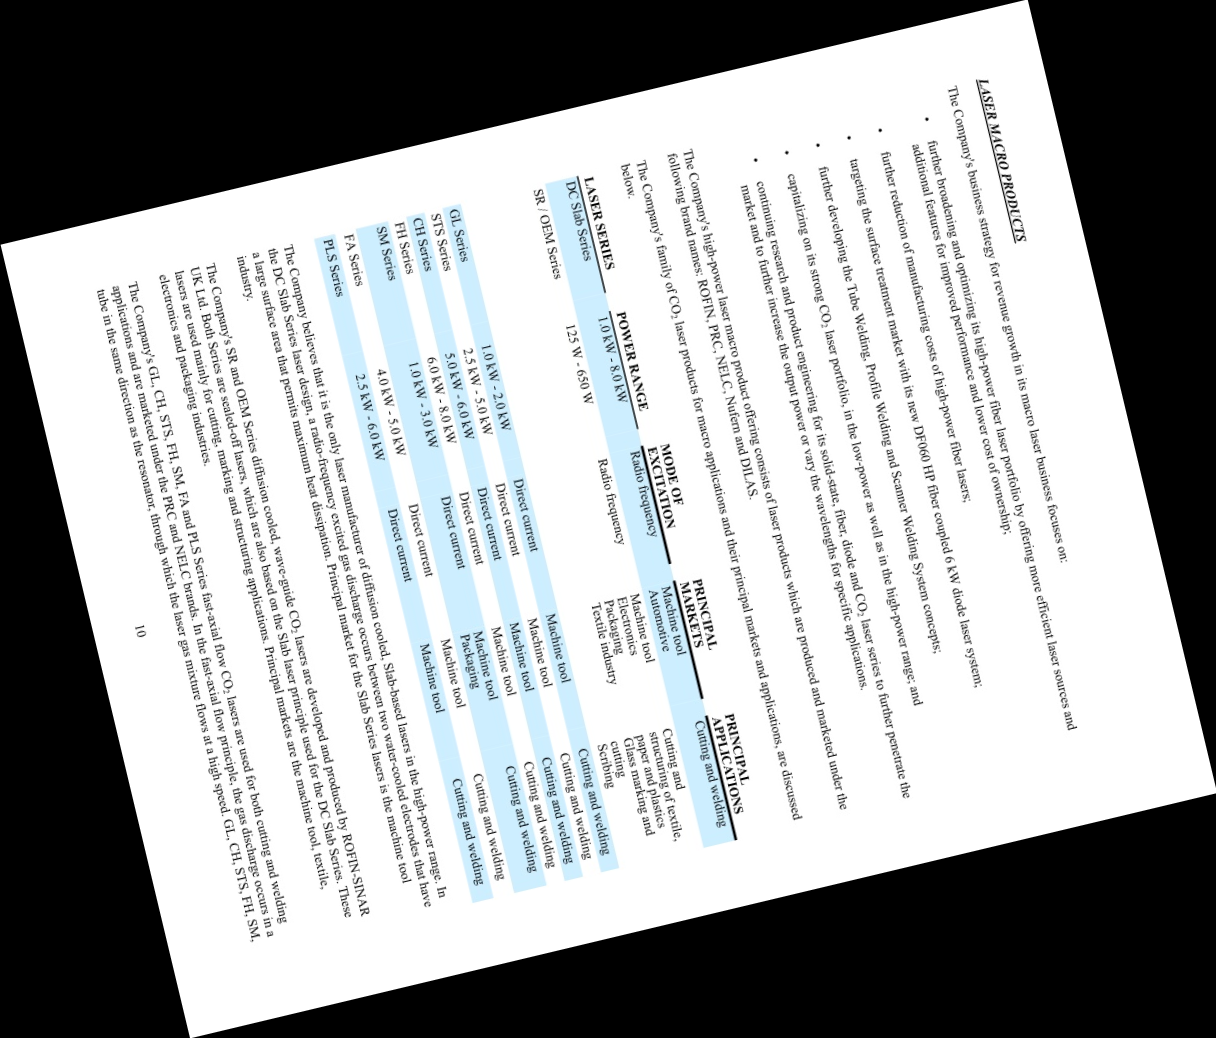 LASER MACRO PRODUCTS
The Company's business strategy for revenue growth in its macro laser business focuses on:
• further broadening and optimizing its high-power fiber laser portfolio by offering more efficient laser sources and
additional features for improved performance and lower cost of ownership;
• further reduction of manufacturing costs of high-power fiber lasers;
• targeting the surface treatment market with its new DF060 HP fiber coupled 6 kW diode laser system;
• further developing the Tube Welding, Profile Welding and Scanner Welding System concepts;
• capitalizing on its strong CO2 laser portfolio, in the low-power as well as in the high-power range; and
• continuing research and product engineering for its solid-state, fiber, diode and CO2 laser series to further penetrate the
market and to further increase the output power or vary the wavelengths for specific applications.
The Company's high-power laser macro product offering consists of laser products which are produced and marketed under the
following brand names: ROFIN, PRC, NELC, Nufern and DILAS.
The Company's family of CO2 laser products for macro applications and their principal markets and applications, are discussed
below.
MODE OF PRINCIPAL PRINCIPAL
LASER SERIES POWER RANGE EXCITATION MARKETS APPLICATIONS
DC Slab Series 1.0 kW - 8.0 kW Radio frequency Machine tool Cutting and welding
Automotive
SR / OEM Series 125 W - 650 W Radio frequency Machine tool Cutting and
Electronics structuring of textile,
Packaging paper and plastics
Textile industry Glass marking and
cutting
Scribing
GL Series 1.0 kW - 2.0 kW Direct current Machine tool Cutting and welding
STS Series 2.5 kW - 5.0 kW Direct current Machine tool Cutting and welding
CH Series 5.0 kW - 6.0 kW Direct current Machine tool Cutting and welding
FH Series 6.0 kW - 8.0 kW Direct current Machine tool Cutting and welding
SM Series 1.0 kW - 3.0 kW Direct current Machine tool Cutting and welding
Packaging
FA Series 4.0 kW - 5.0 kW Direct current Machine tool Cutting and welding
PLS Series 2.5 kW - 6.0 kW Direct current Machine tool Cutting and welding
The Company believes that it is the only laser manufacturer of diffusion cooled, Slab-based lasers in the high-power range. In
the DC Slab Series laser design, a radio-frequency excited gas discharge occurs between two water-cooled electrodes that have
a large surface area that permits maximum heat dissipation. Principal market for the Slab Series lasers is the machine tool
industry.
The Company's SR and OEM Series diffusion cooled, wave-guide CO2 lasers are developed and produced by ROFIN-SINAR
UK Ltd. Both Series are sealed-off lasers, which are also based on the Slab laser principle used for the DC Slab Series. These
lasers are used mainly for cutting, marking and structuring applications. Principal markets are the machine tool, textile,
electronics and packaging industries.
The Company's GL, CH, STS, FH, SM, FA and PLS Series fast-axial flow CO2 lasers are used for both cutting and welding
applications and are marketed under the PRC and NELC brands. In the fast-axial flow principle, the gas discharge occurs in a
tube in the same direction as the resonator, through which the laser gas mixture flows at a high speed. GL, CH, STS, FH, SM,
10